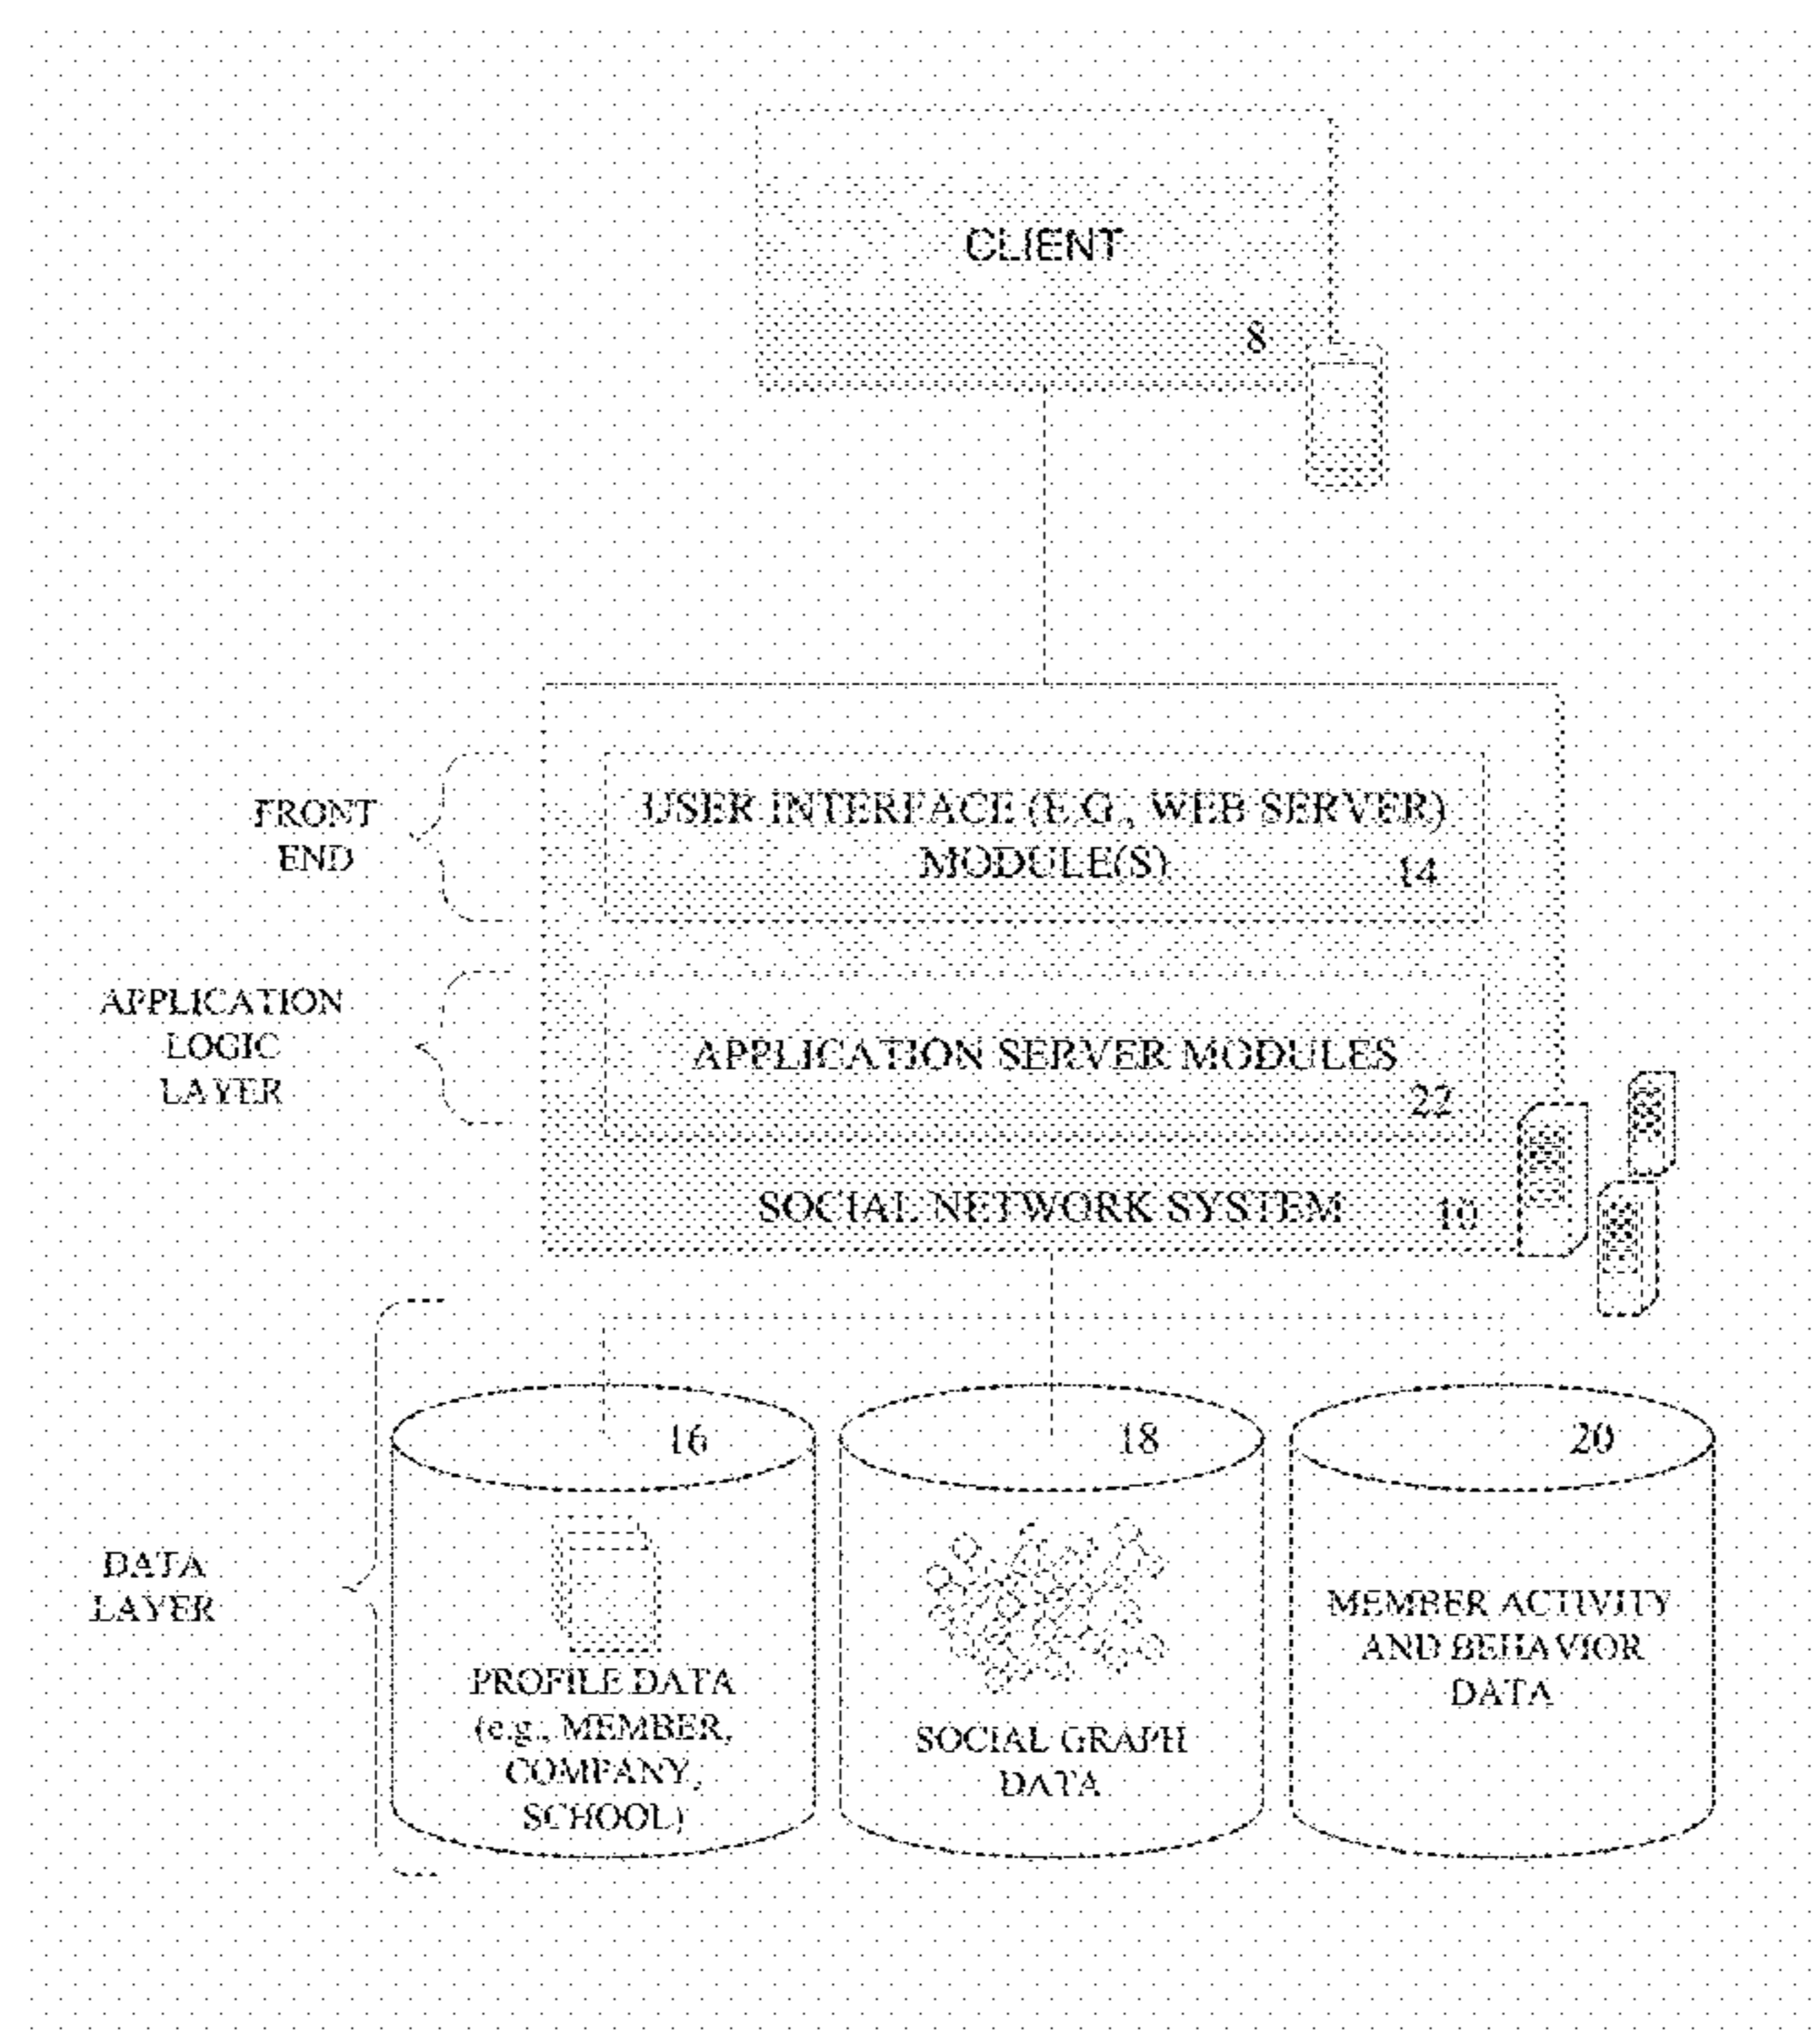 CLIENT
8
FRONT
END
USER INTERFACE (E.G., WEB SERVER)
MODULE(S)
14
APPLICATION
LOGIC
LAYER
APPLICATION SERVER MODULES
22
SOCIAL NETWORK SYSTEM
10
DATA
LAYER
16
PROFILE DATA
(e.g., MEMBER,
COMPANY,
SCHOOL)
18
SOCIAL GRAPH
DATA
20
MEMBER ACTIVITY
AND BEHAVIOR
DATA